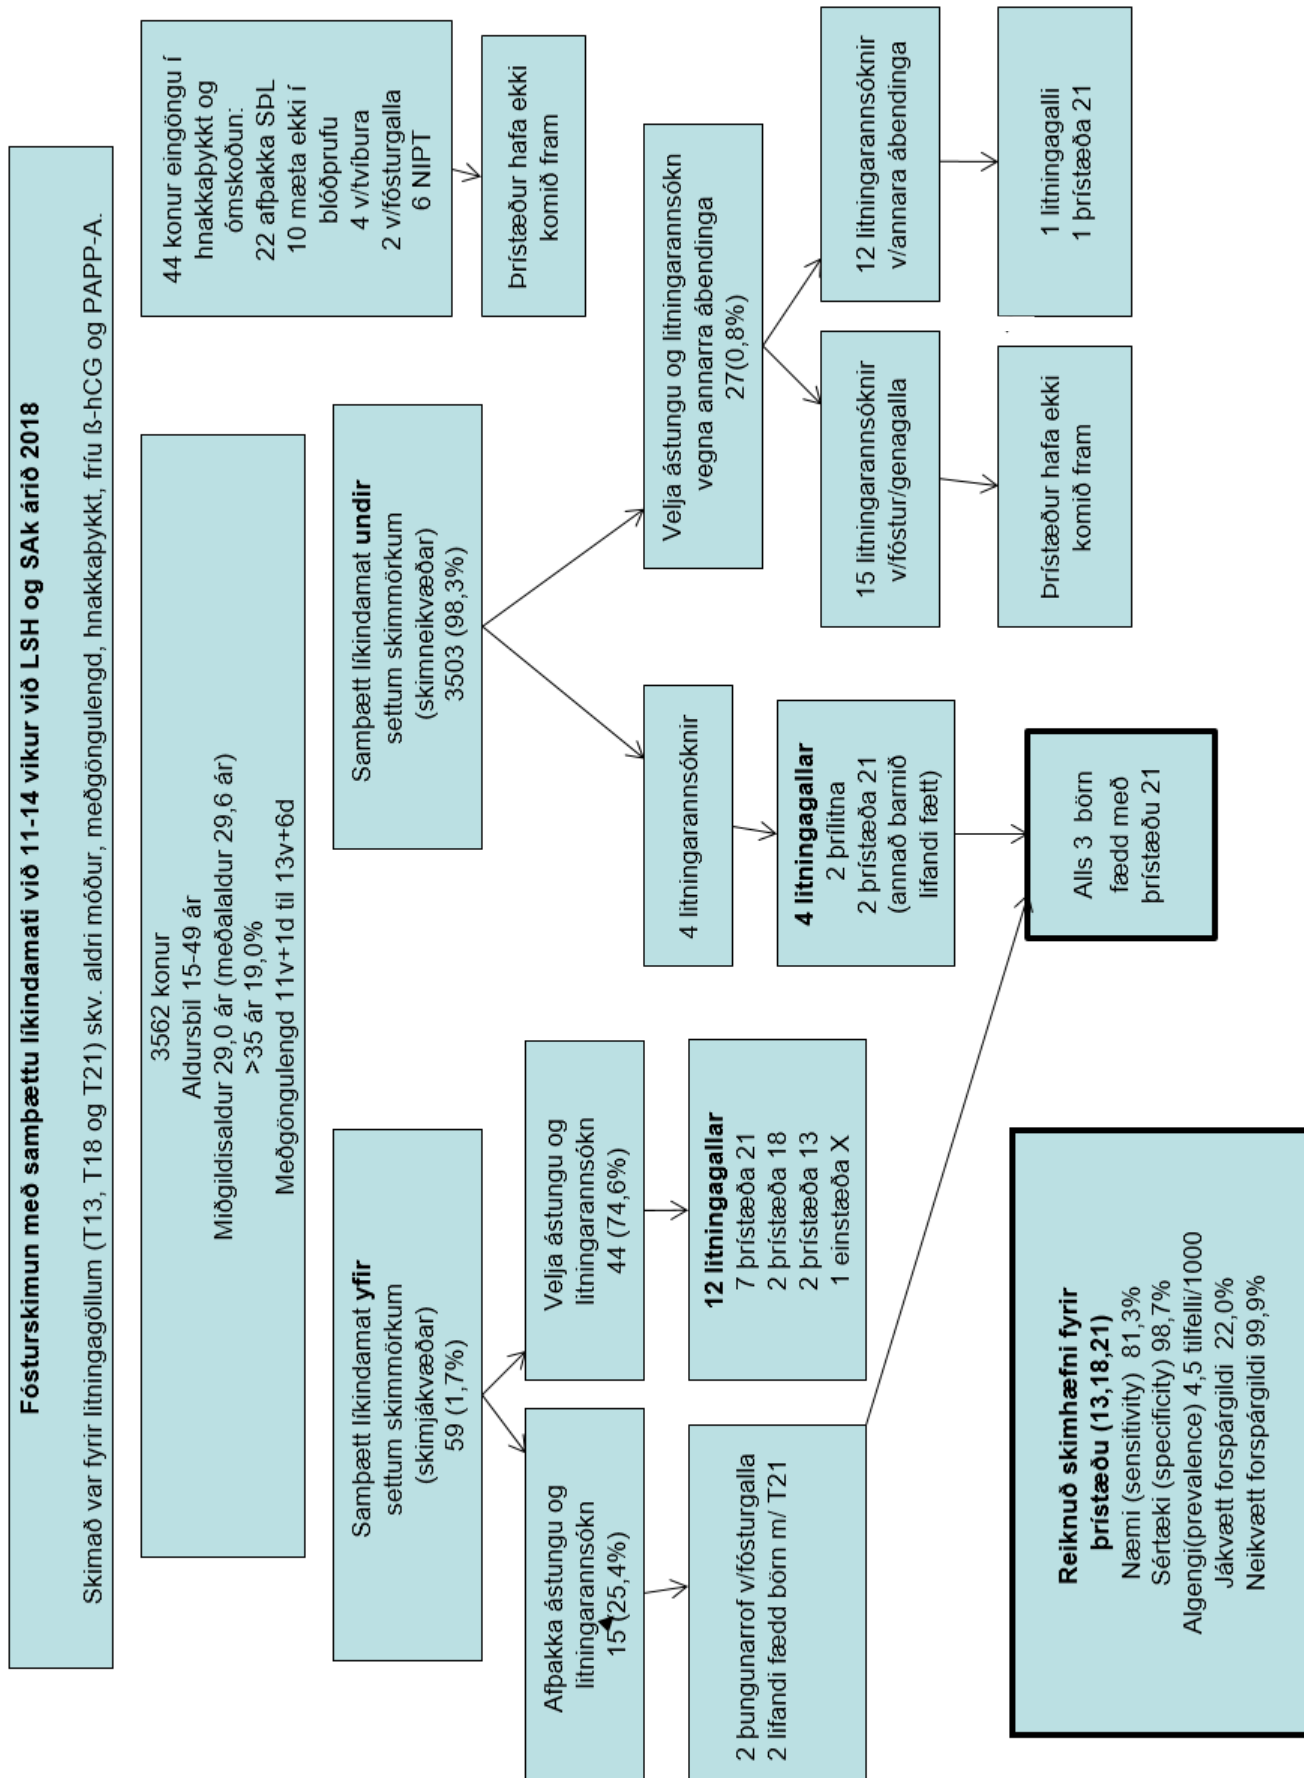 Fósturskimun með samþættu líkindamati við 11-14 vikur við LSH og SAk árið 2018
Skimað var fyrir litningagöllum (T13, T18 og T21) skv. aldri móður, meðgöngulengd, hnakkaþykkt, fríu ß-hCG og PAPP-A.
3562 konur
Aldursbil 15-49 ár
Miðgildisaldur 29,0 ár (meðalaldur 29,6 ár)
>35 ár 19,0%
Meðgöngulengd 11v+1d til 13v+6d
44 konur eingöngu í
hnakkaþykkt og
ómskoðun:
22 afþakka SÞL
10 mæta ekki í
blóðprufu
4 v/tvíbura
2 v/fósturgalla
6 NIPT
Þrístæður hafa ekki
komið fram
Samþætt líkindamat yfir
settum skimmörkum
(skimjákvæðar)
59 (1,7%)
Samþætt líkindamat undir
settum skimmörkum
(skimneikvæðar)
3503 (98,3%)
Afþakka ástungu og
litningarannsókn
15 (25,4%)
Velja ástungu og
litningarannsókn
44 (74,6%)
4 litningarannsóknir
Velja ástungu og litningarannsókn
vegna annarra ábendinga
27(0,8%)
2 þungunarrof v/fósturgalla
2 lifandi fædd börn m/ T21
12 litningagallar
7 þrístæða 21
2 þrístæða 18
2 þrístæða 13
1 einstæða X
4 litningagallar
2 þrílitna
2 þrístæða 21
(annað barnið
lifandi fætt)
15 litningarannsóknir
v/fóstur/genagalla
12 litningarannsóknir
v/annara ábendinga
Þrístæður hafa ekki
komið fram
1 litningagalli
1 þrístæða 21
Reiknuð skimhæfni fyrir
þrístæðu (13,18,21)
Næmi (sensitivity) 81,3%
Sértæki (specificity) 98,7%
Algengi(prevalence) 4,5 tilfelli/1000
Jákvætt forspárgildi 22,0%
Neikvætt forspárgildi 99,9%
Alls 3 börn
fædd með
þrístæðu 21